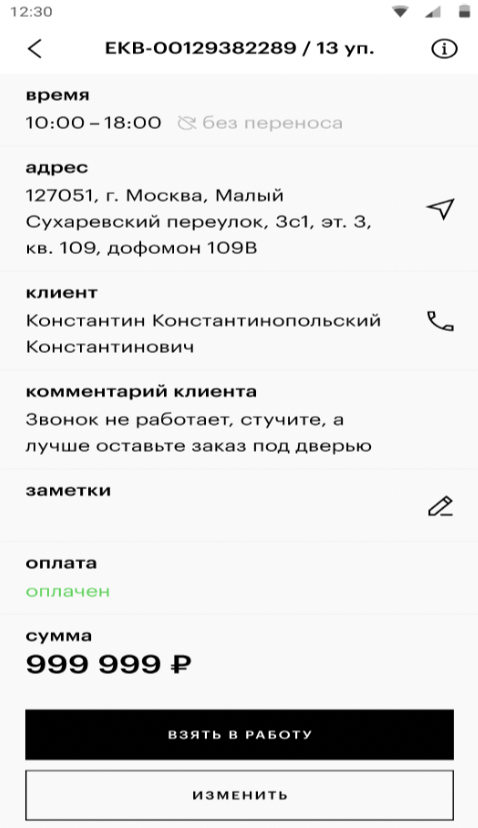 12:30
ЕКВ-00129382289 / 13 уп.
время
10:00 – 18:00 без переноса
адрес
127051, г. Москва, Малый
Сухаревский переулок, 3с1, эт. 3,
кв. 109, дофомон 109В
клиент
Константин Константинопольский
Константинович
комментарий клиента
Звонок не работает, стучите, а
лучше оставьте заказ под дверью
заметки
оплата
оплачен
сумма
999 999 ₽
ВЗЯТЬ В РАБОТУ
ИЗМЕНИТЬ